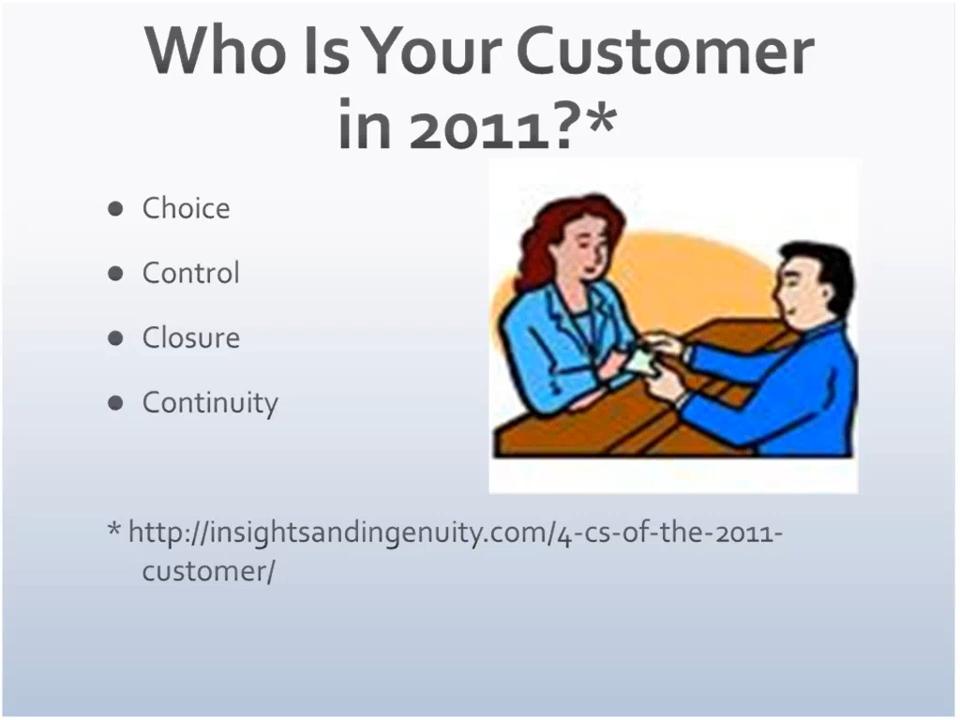 Who Is Your Customer
in 2011?*
● Choice
● Control
● Closure
● Continuity
* http://insightsandingenuity.com/4-cs-of-the-2011-
customer/